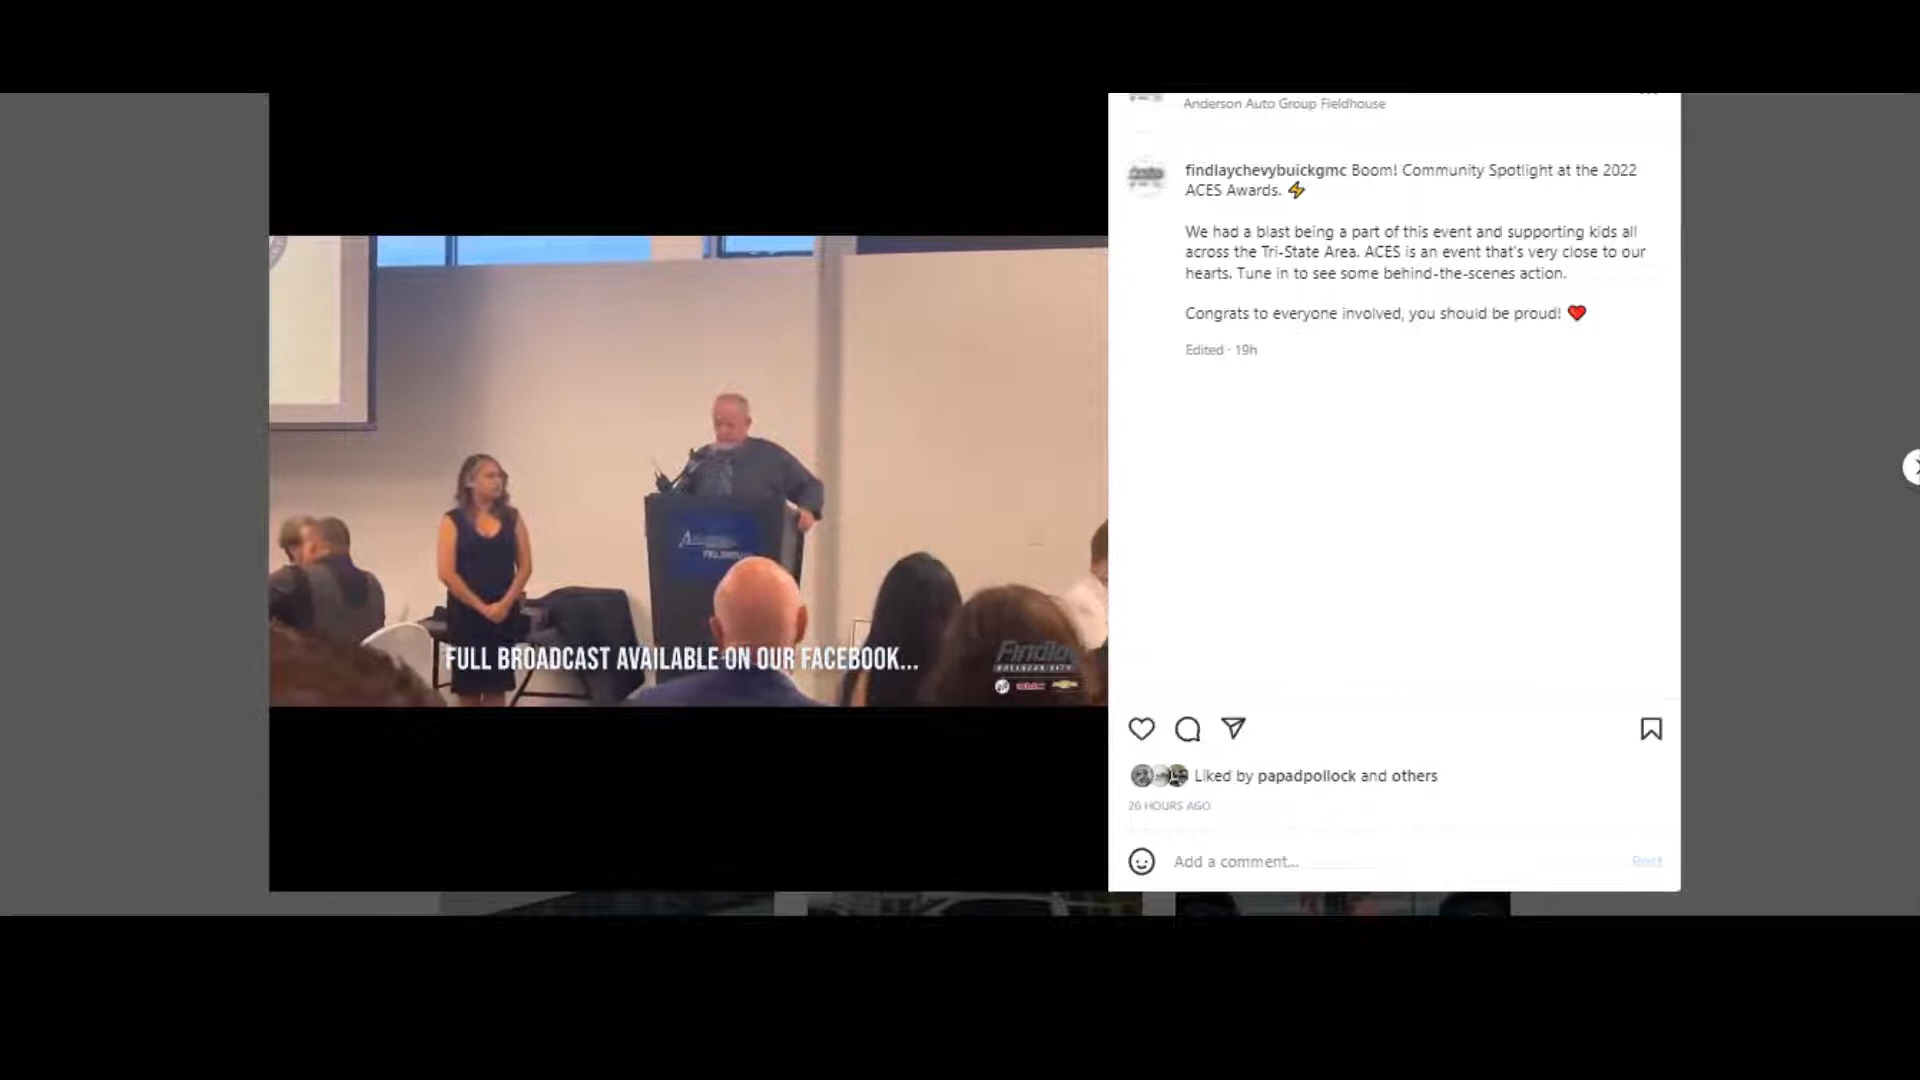 Anderson Auto Group Fieldhouse
findlaychevybuickgmc Boom! Community Spotlight at the 2022
ACES Awards. ⚡
We had a blast being a part of this event and supporting kids all
across the Tri-State Area. ACES is an event that's very close to our
hearts. Tune in to see some behind-the-scenes action.
Congrats to everyone involved, you should be proud! ❤️
Edited · 19h
FULL BROADCAST AVAILABLE ON OUR FACEBOOK...
Liked by papadpollock and others
20 HOURS AGO
Add a comment...
Post